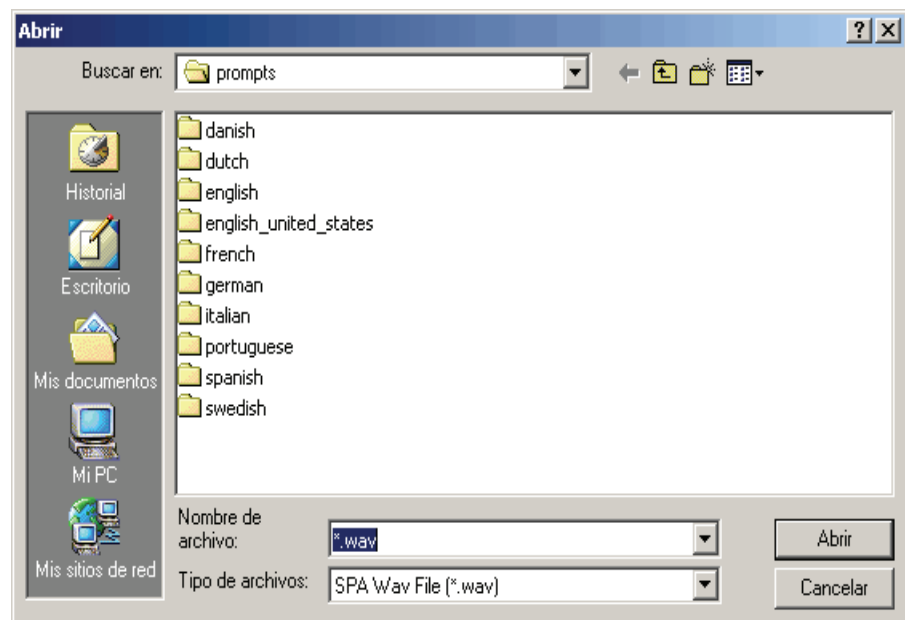 Abrir
Buscar en: prompts
Historial
Escritorio
Mis documentos
Mi PC
Mis sitios de red
danish
dutch
english
english_united_states
french
german
italian
portuguese
spanish
swedish
Nombre de
archivo: *.wav
Abrir
Tipo de archivos: SPA Wav File (*.wav)
Cancelar